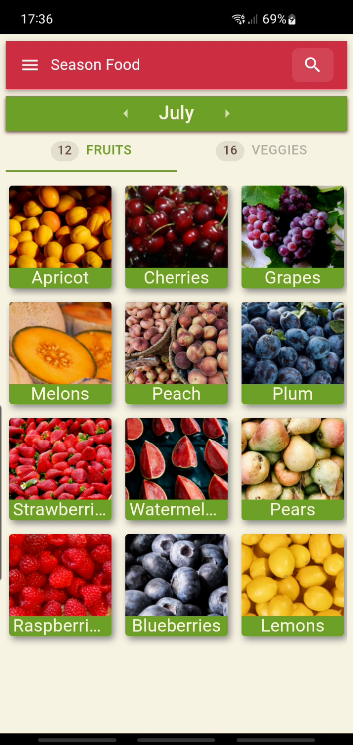 17:36 69%
Season Food
July
12 FRUITS 16 VEGGIES
Apricot Cherries Grapes
Melons Peach Plum
Strawberri... Watermel... Pears
Raspberri... Blueberries Lemons